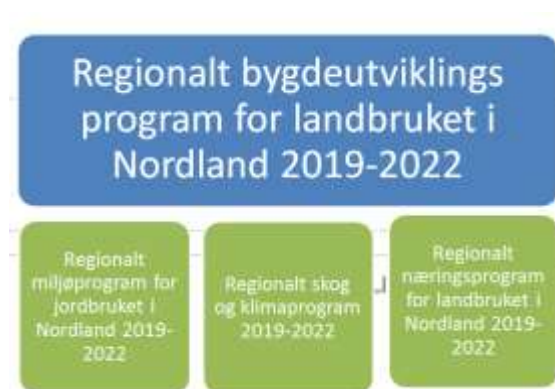 Regionalt bygdeutviklings
program for landbruket i
Nordland 2019-2022
Regionalt
miljøprogram for
jordbruket i
Nordland 2019-
2022
Regionalt skog
og klimaprogram
2019-2022
Regionalt
næringsprogram
for landbruket i
Nordland 2019-
2022